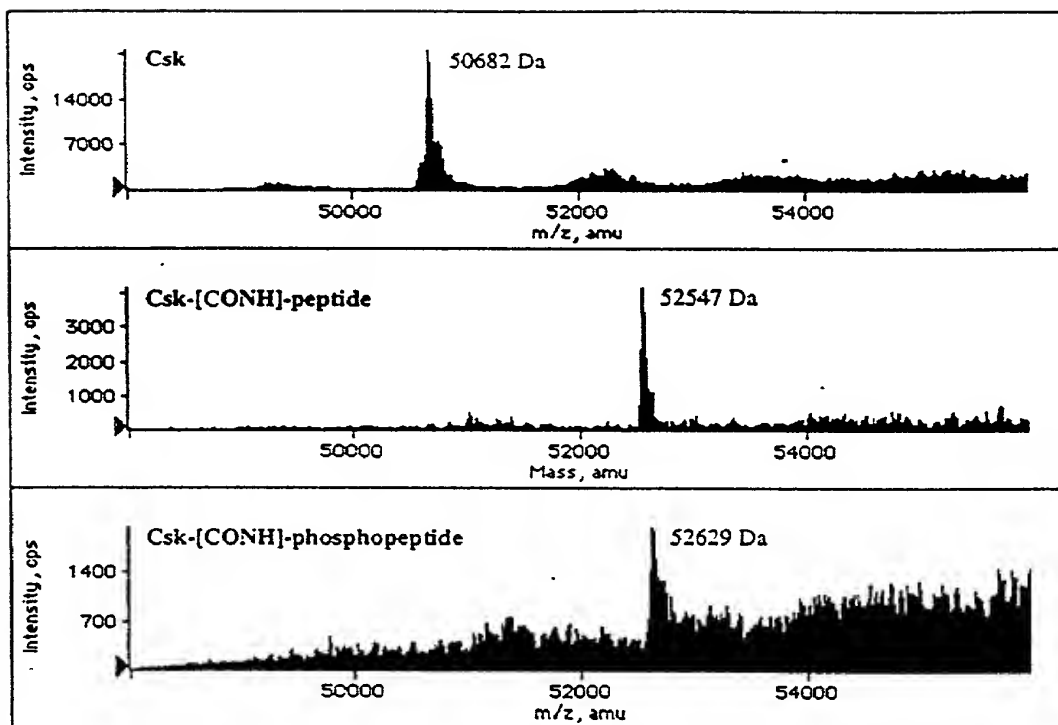 Csk
50682 Da
Intensity, cps
14000
7000
50000 52000 54000
m/z, amu
Csk-[CONH]-peptide
52547 Da
Intensity, cps
3000
2000
1000
50000 52000 54000
Mass, amu
Csk-[CONH]-phosphopeptide
52629 Da
Intensity, cps
1400
700
50000 52000 54000
m/z, amu